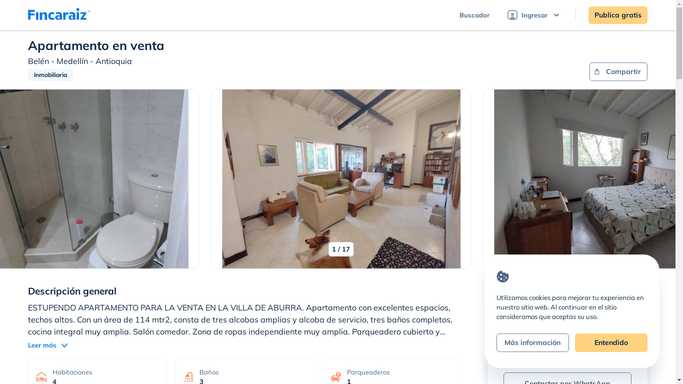 Fincaraiz
Buscador
Ingresar
Publica gratis
Apartamento en venta
Belén - Medellín - Antioquia
Inmobiliaria
Compartir
1 / 17
Descripción general
ESTUPENDO APARTAMENTO PARA LA VENTA EN LA VILLA DE ABURRA. Apartamento con excelentes espacios,
techos altos. Con un área de 114 mtr2, consta de tres alcobas amplias y alcoba de servicio, tres baños completos,
cocina integral muy amplia. Salón comedor. Zona de ropas independiente muy amplia. Parqueadero cubierto y...
Leer más
Habitaciones
4
Baños
3
Parqueaderos
1
Utilizamos cookies para mejorar tu experiencia en
nuestro sitio web. Al continuar en el sitio
consideramos que aceptas su uso.
Más información
Entendido
Contactar por WhatsApp